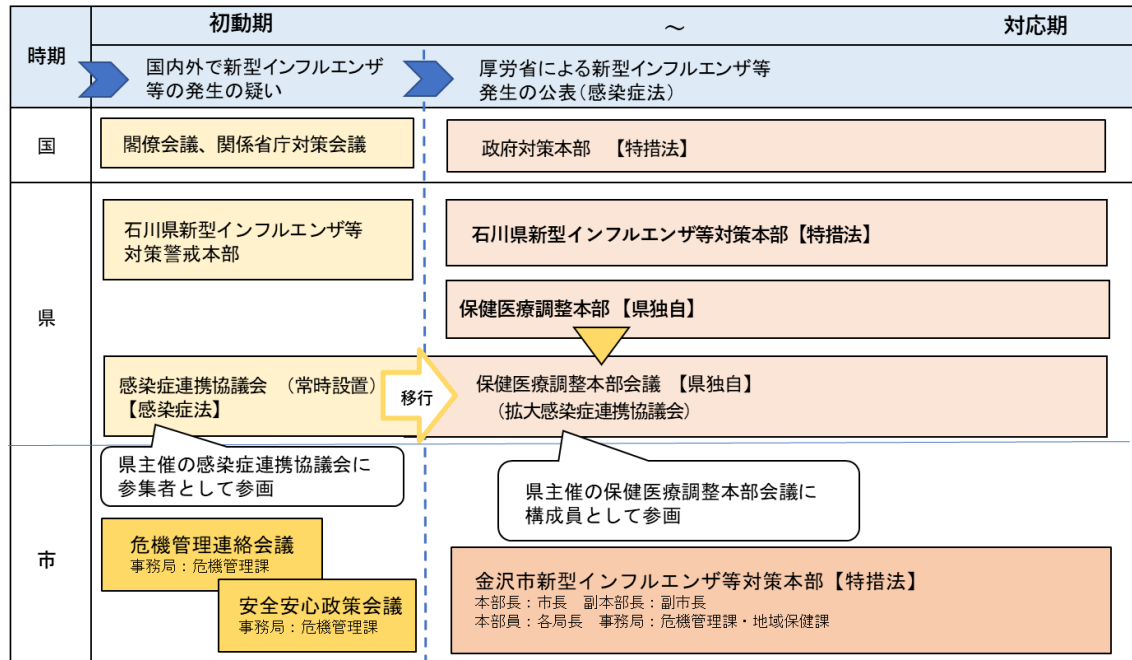 時期
初動期
～
対応期
国内外で新型インフルエンザ
等の発生の疑い
厚労省による新型インフルエンザ等
発生の公表（感染症法）
国
閣僚会議、関係省庁対策会議
政府対策本部　【特措法】
県
石川県新型インフルエンザ等
対策警戒本部
石川県新型インフルエンザ等対策本部【特措法】
保健医療調整本部【県独自】
感染症連携協議会　（常時設置）
【感染症法】
移行
保健医療調整本部会議　【県独自】
（拡大感染症連携協議会）
市
県主催の感染症連携協議会に
参集者として参画
県主催の保健医療調整本部会議に
構成員として参画
危機管理連絡会議
事務局：危機管理課
安全安心政策会議
事務局：危機管理課
金沢市新型インフルエンザ等対策本部【特措法】
本部長：市長　副本部長：副市長
本部員：各局長　事務局：危機管理課・地域保健課